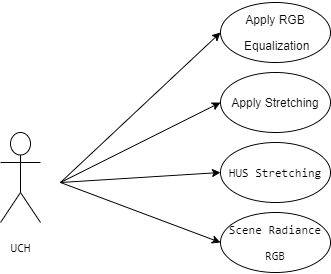 Apply RGB
Equalization
Apply Stretching
HUS Stretching
Scene Radiance
RGB
UCH